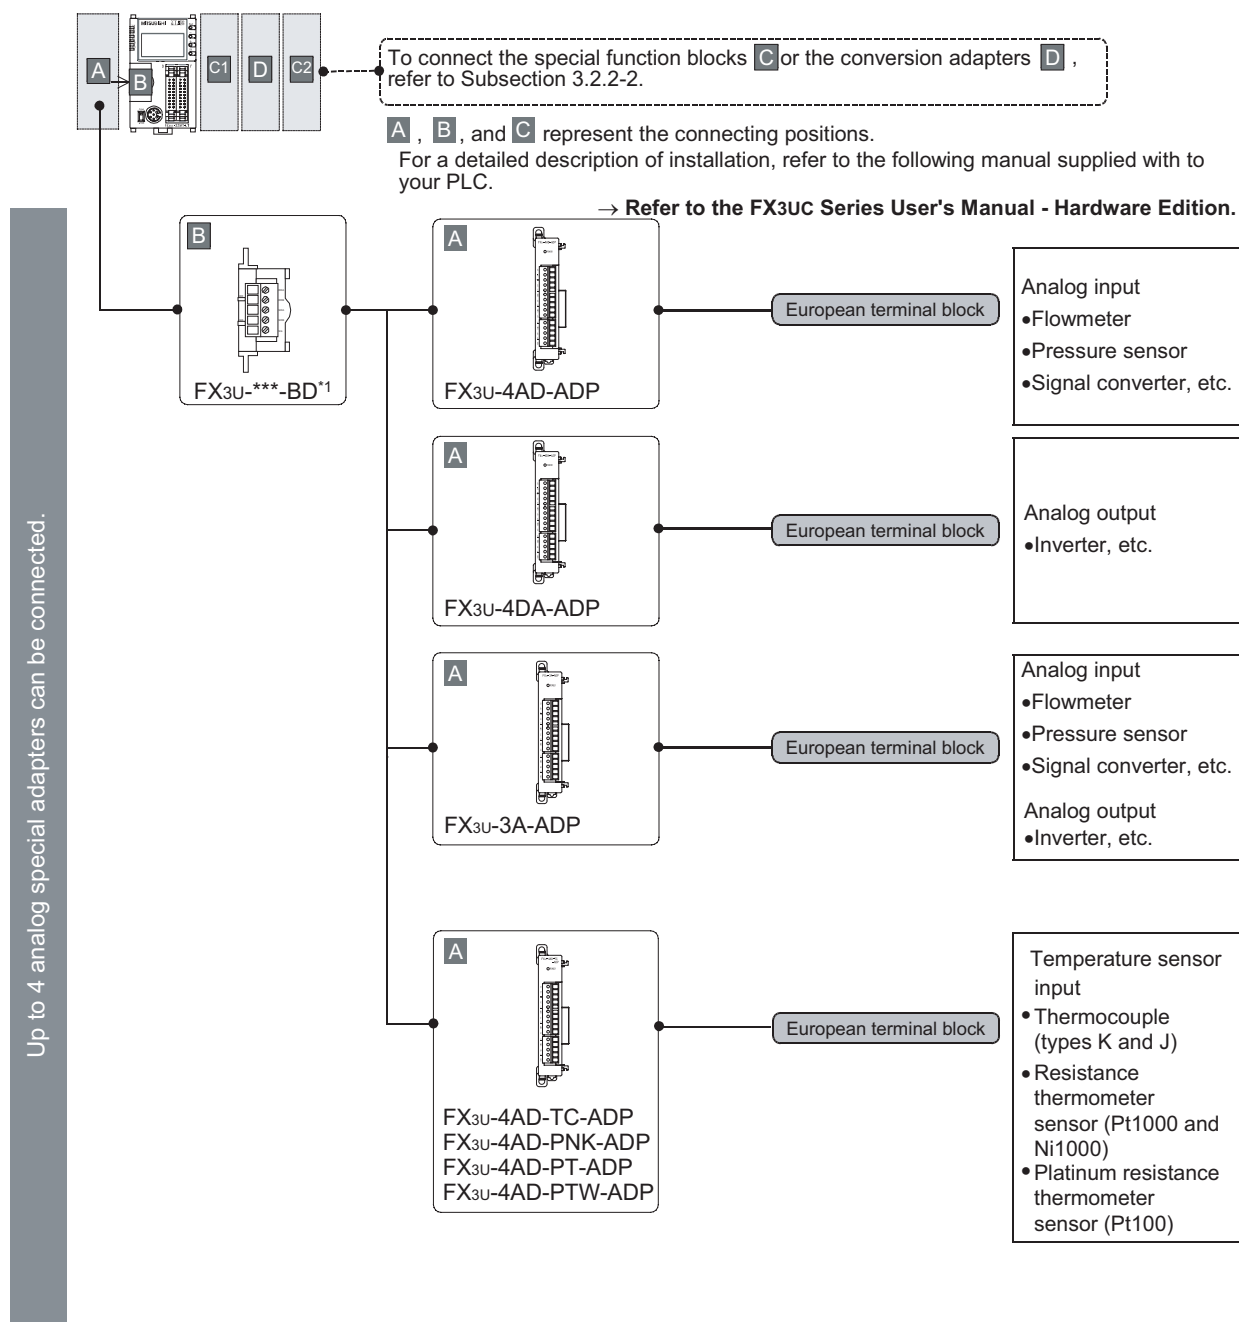 A
B
C1
D
C2
MITSUBISHI
To connect the special function blocks C or the conversion adapters D ,
refer to Subsection 3.2.2-2.
A , B , and C represent the connecting positions.
For a detailed description of installation, refer to the following manual supplied with to
your PLC.
→ Refer to the FX3UC Series User's Manual - Hardware Edition.
Up to 4 analog special adapters can be connected.
B
FX3U-***-BD*1
A
FX3U-4AD-ADP
European terminal block
Analog input
•Flowmeter
•Pressure sensor
•Signal converter, etc.
A
FX3U-4DA-ADP
European terminal block
Analog output
•Inverter, etc.
A
FX3U-3A-ADP
European terminal block
Analog input
•Flowmeter
•Pressure sensor
•Signal converter, etc.
Analog output
•Inverter, etc.
A
FX3U-4AD-TC-ADP
FX3U-4AD-PNK-ADP
FX3U-4AD-PT-ADP
FX3U-4AD-PTW-ADP
European terminal block
Temperature sensor
input
•Thermocouple
(types K and J)
•Resistance
thermometer
sensor (Pt1000 and
Ni1000)
•Platinum resistance
thermometer
sensor (Pt100)